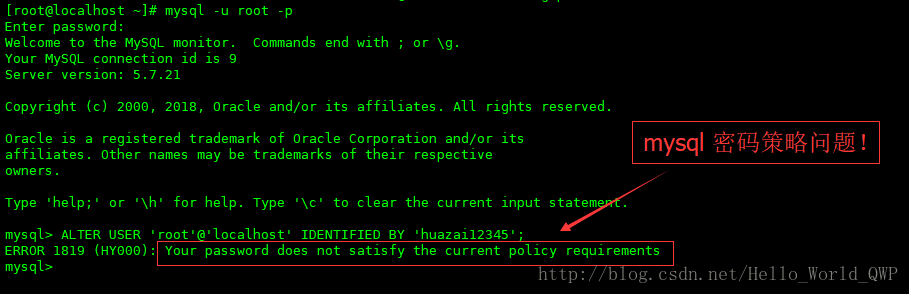 [root@localhost ~]# mysql -u root -p
Enter password:
Welcome to the MySQL monitor.  Commands end with ; or \g.
Your MySQL connection id is 9
Server version: 5.7.21
Copyright (c) 2000, 2018, Oracle and/or its affiliates. All rights reserved.
Oracle is a registered trademark of Oracle Corporation and/or its
affiliates. Other names may be trademarks of their respective
owners.
mysql 密码策略问题!
Type 'help;' or '\h' for help. Type '\c' to clear the current input statement.
mysql> ALTER USER 'root'@'localhost' IDENTIFIED BY 'huazai12345';
ERROR 1819 (HY000): Your password does not satisfy the current policy requirements
mysql>
http://blog.csdn.net/Hello_World_QWP